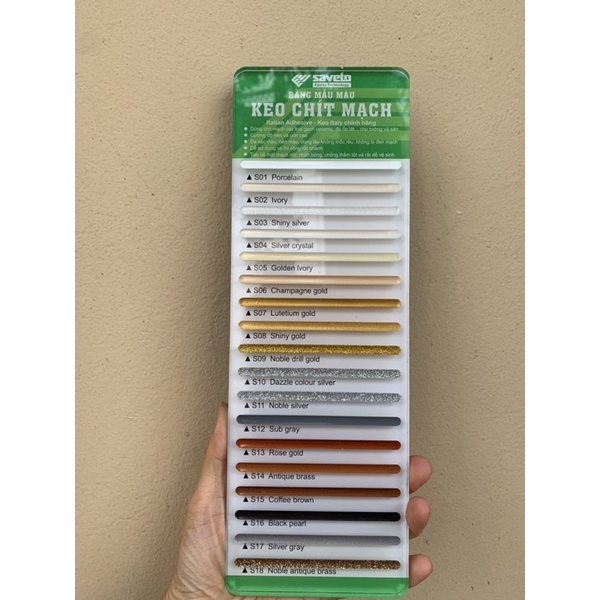 saveto
Epoxy Technology
BẢNG MẪU MÀU
KEO CHÍT MẠCH
Italian Adhesive - Keo Italy chính hãng
S01 Porcelain
S02 Ivory
S03 Shiny silver
S04 Silver crystal
S05 Golden Ivory
S06 Champagne gold
S07 Lutetium gold
S08 Shiny gold
S09 Noble drill gold
S10 Dazzle colour silver
S11 Noble silver
S12 Sub gray
S13 Rose gold
S14 Antique brass
S15 Coffee brown
S16 Black pearl
S17 Silver gray
S18 Noble antique brass